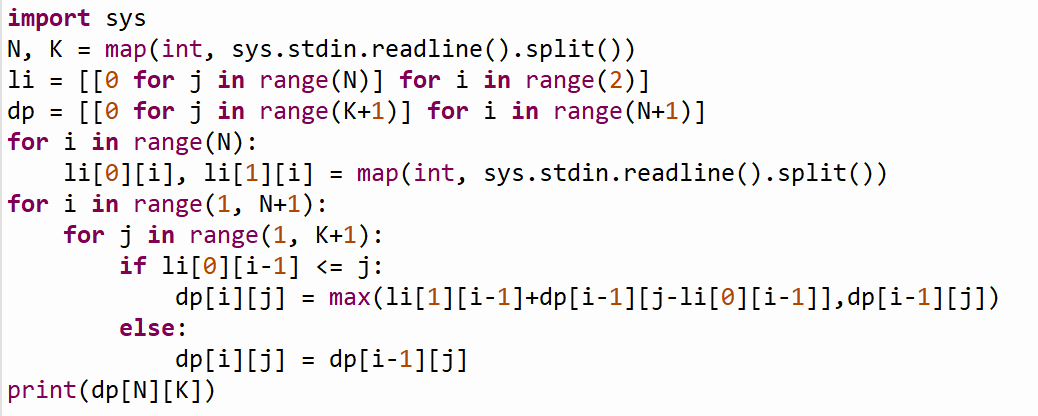 import sys
N, K = map(int, sys.stdin.readline().split())
li = [[0 for j in range(N)] for i in range(2)]
dp = [[0 for j in range(K+1)] for i in range(N+1)]
for i in range(N):
    li[0][i], li[1][i] = map(int, sys.stdin.readline().split())
for i in range(1, N+1):
    for j in range(1, K+1):
        if li[0][i-1] <= j:
            dp[i][j] = max(li[1][i-1]+dp[i-1][j-li[0][i-1]],dp[i-1][j])
        else:
            dp[i][j] = dp[i-1][j]
print(dp[N][K])